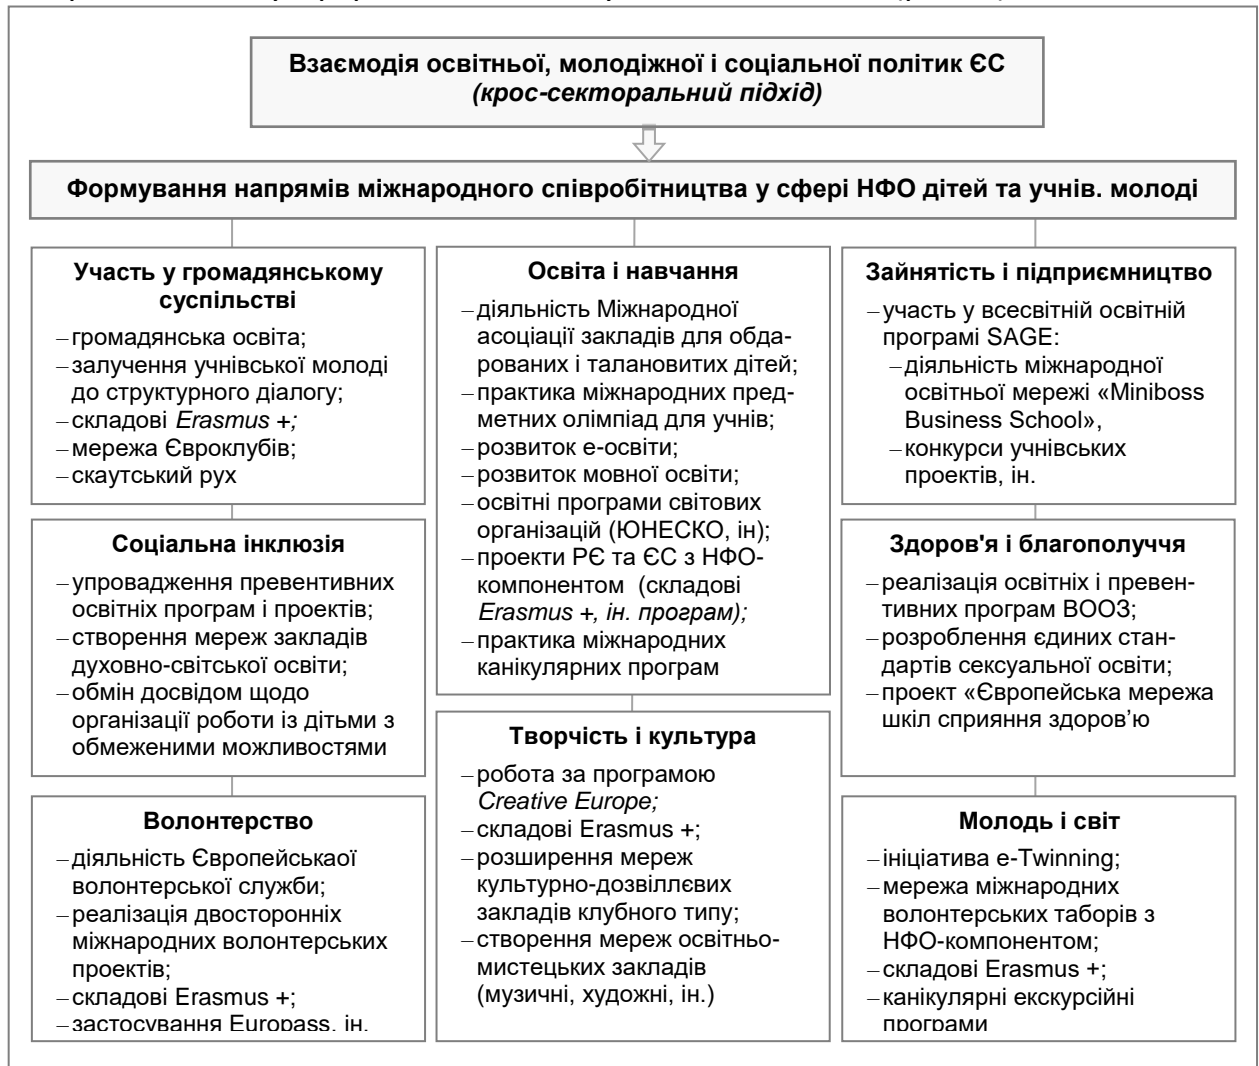 Взаємодія освітньої, молодіжної і соціальної політик ЄС
(крос-секторальний підхід)
Формування напрямів міжнародного співробітництва у сфері НФО дітей та учнів. молоді
Участь у громадянському
суспільстві
– громадянська освіта;
– залучення учнівської молоді
до структурного діалогу;
– складові Erasmus +;
– мережа Євроклубів;
– скаутський рух
Соціальна інклюзія
– упровадження превентивних
освітніх програм і проектів;
– створення мереж закладів
духовно-світської освіти;
– обмін досвідом щодо
організації роботи із дітьми з
обмеженими можливостями
Волонтерство
– діяльність Європейськаої
волонтерської служби;
– реалізація двосторонніх
міжнародних волонтерських
проектів;
– складові Erasmus +;
– застосування Europass, ін.
Освіта і навчання
– діяльність Міжнародної
асоціації закладів для обда-
рованих і талановитих дітей;
– практика міжнародних пред-
метних олімпіад для учнів;
– розвиток е-освіти;
– розвиток мовної освіти;
– освітні програми світових
організацій (ЮНЕСКО, ін);
– проекти РЄ та ЄС з НФО-
компонентом (складові
Erasmus +, ін. програм);
– практика міжнародних
канікулярних програм
Творчість і культура
– робота за програмою
Creative Europe;
– складові Erasmus +;
– розширення мереж
культурно-дозвіллєвих
закладів клубного типу;
– створення мереж освітньо-
мистецьких закладів
(музичні, художні, ін.)
Зайнятість і підприємництво
– участь у всесвітній освітній
програмі SAGE:
– діяльність міжнародної
освітньої мережі «Miniboss
Business School»,
– конкурси учнівських
проектів, ін.
Здоров'я і благополуччя
– реалізація освітніх і превен-
тивних програм ВООЗ;
– розроблення єдиних стан-
дартів сексуальної освіти;
– проект «Європейська мережа
шкіл сприяння здоров’ю
Молодь і світ
– ініціатива e-Twinning;
– мережа міжнародних
волонтерських таборів з
НФО-компонентом;
– складові Erasmus +;
– канікулярні екскурсійні
програми